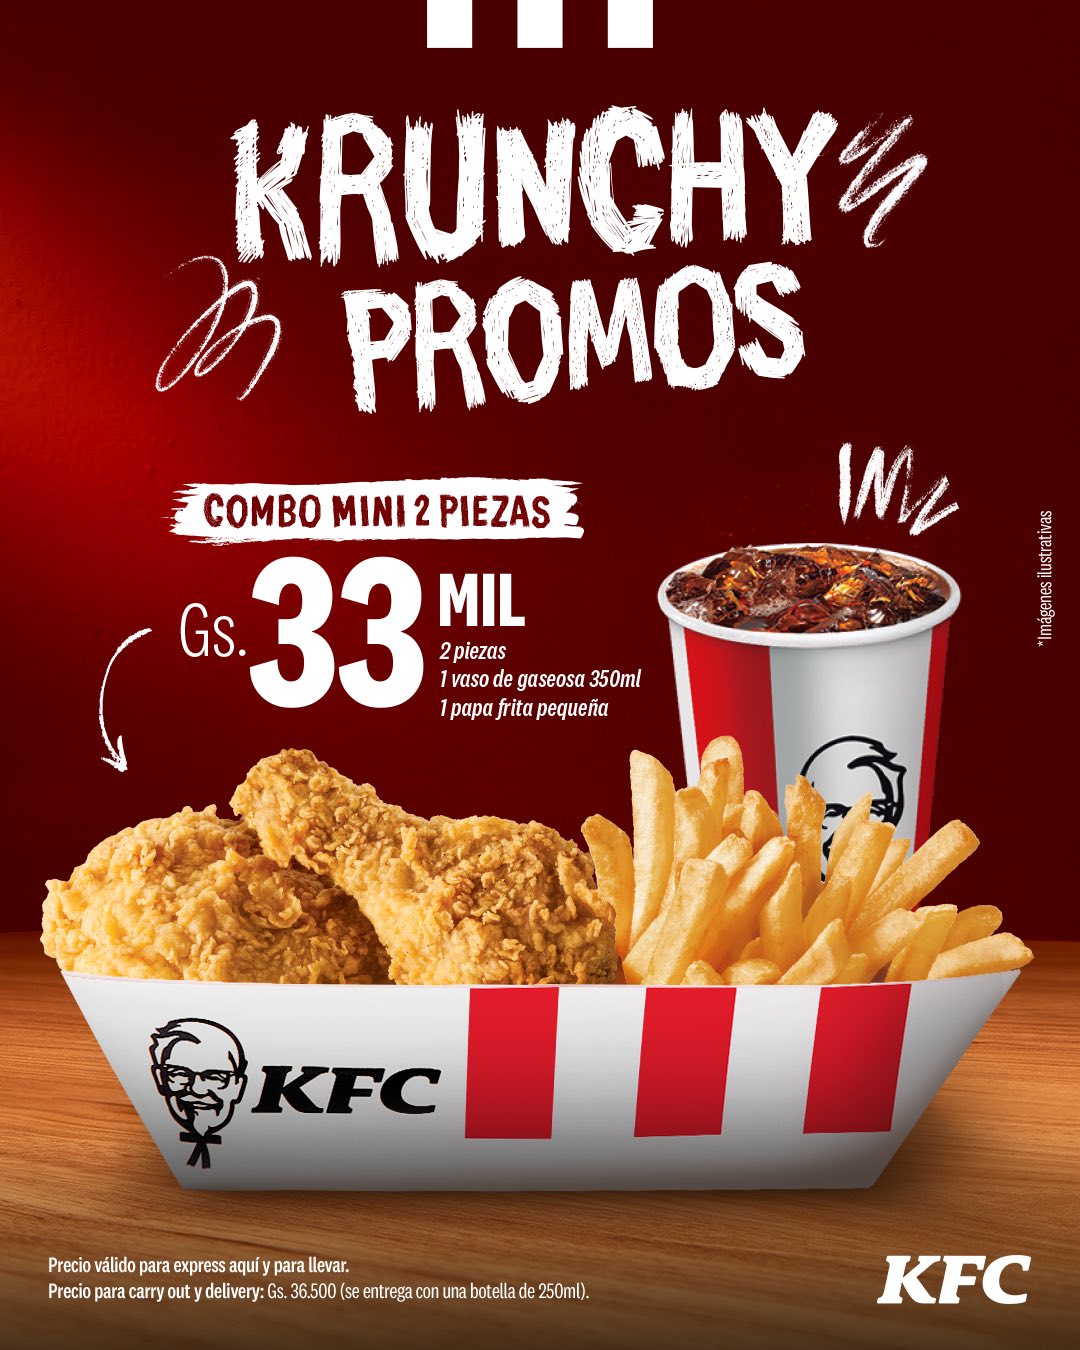 KRUNCHY
PROMOS
COMBO MINI 2 PIEZAS
Gs. 33 MIL
2 piezas
1 vaso de gaseosa 350ml
1 papa frita pequeña
*Imágenes ilustrativas
KFC
Precio válido para express aquí y para llevar.
Precio para carry out y delivery: Gs. 36.500 (se entrega con una botella de 250ml).
KFC